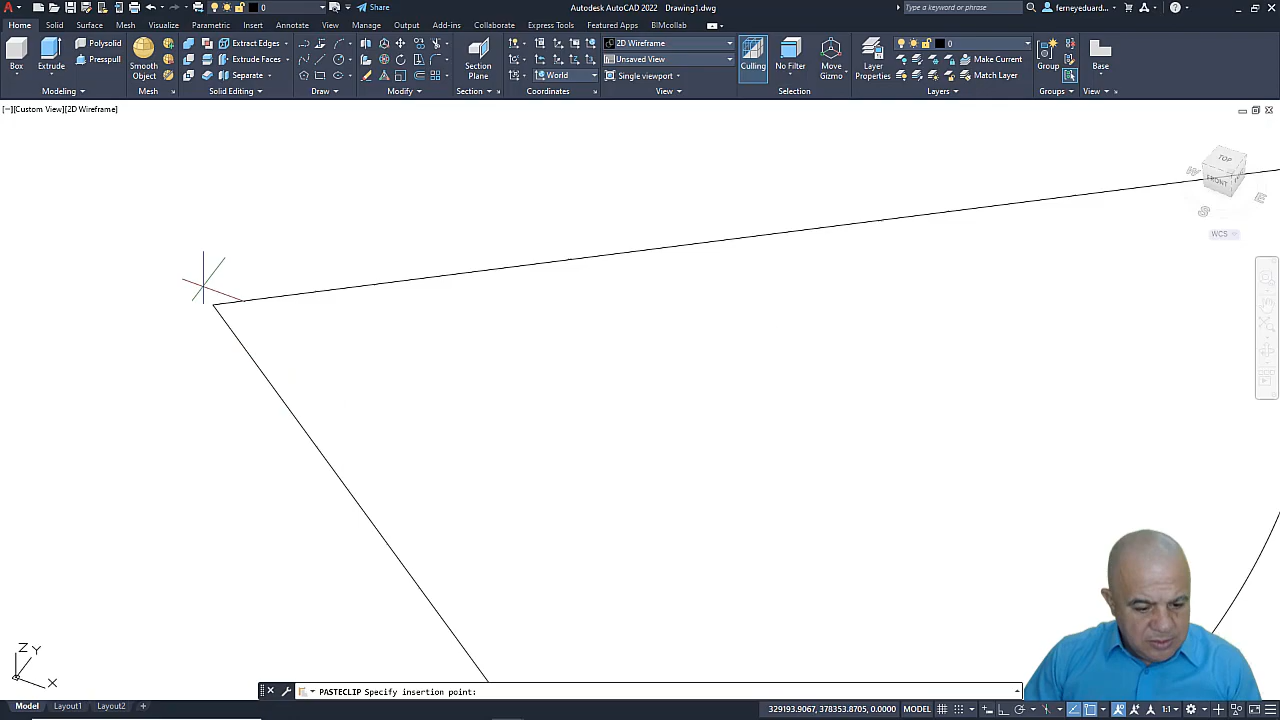 Share
Autodesk AutoCAD 2022 Drawing1.dwg
Type a keyword or phrase
ferneyeduard...
Home Solid Surface Mesh Visualize Parametric Insert Annotate View Manage Output Add-ins Collaborate Express Tools Featured Apps BIMcollab
Box Extrude Polysolid Presspull
Smooth Object
Extract Edges
Extrude Faces
Separate
Section Plane
World
2D Wireframe
Unsaved View
Single viewport
Culling No Filter Move Gizmo
Layer Properties
0
Make Current
Match Layer
Group
Base
Modeling Mesh Solid Editing Draw Modify Section Coordinates View Selection Layers Groups View
[−][Custom View][2D Wireframe]
TOP
FRONT
W
S
E
WCS
Z Y
X
PASTECLIP Specify insertion point:
Model Layout1 Layout2 +
329193.9067, 378353.8705, 0.0000 MODEL
1:1